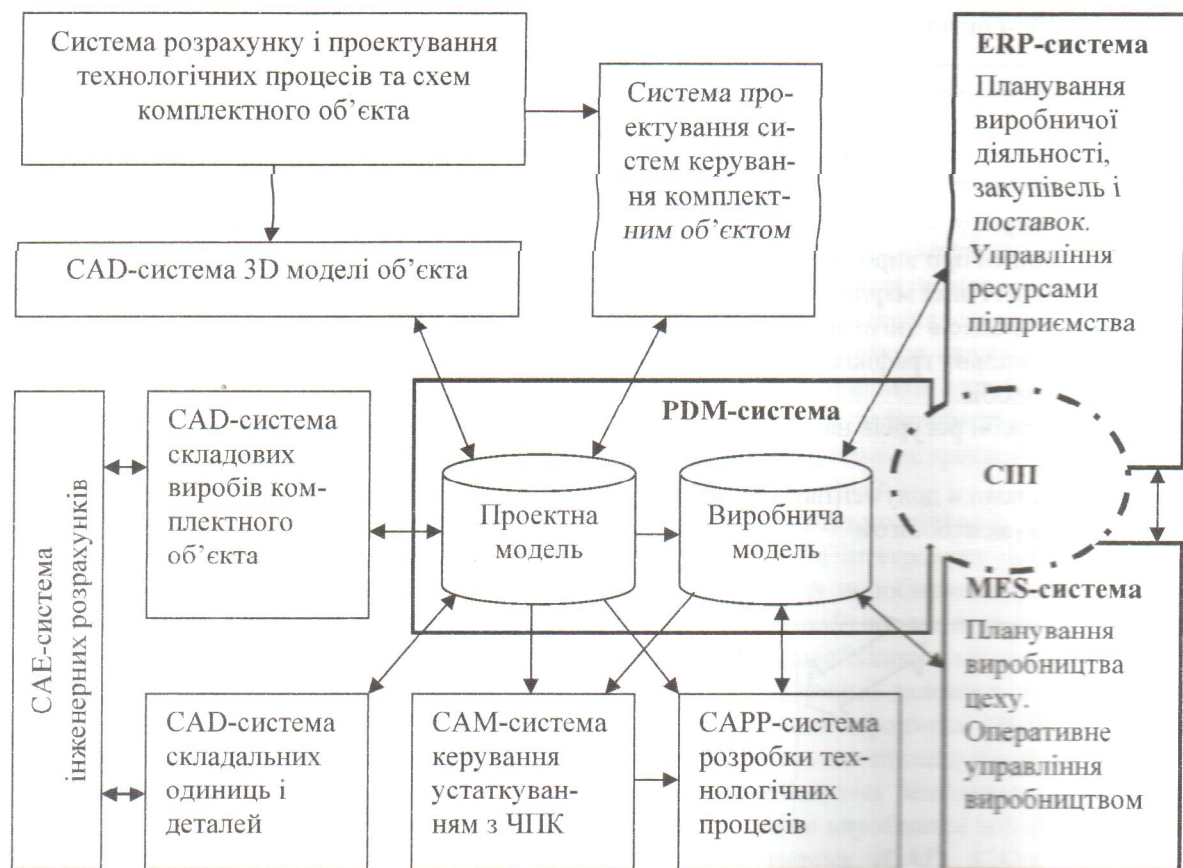 Система розрахунку і проектування
технологічних процесів та схем
комплектного об’єкта
Система про-
ектування си-
стем керуван-
ня комплект-
ним об’єктом
ERP-система
Планування
виробничої
діяльності,
закупівель і
поставок.
Управління
ресурсами
підприємства
CAD-система 3D моделі об’єкта
CAE-система
інженерних розрахунків
CAD-система
складових
виробів ком-
плектного
об’єкта
PDM-система
Проектна
модель
Виробнича
модель
СІП
CAD-система
складальних
одиниць і
деталей
CAM-система
керування
устаткуван-
ням з ЧПК
CAPP-система
розробки тех-
нологічних
процесів
MES-система
Планування
виробництва
цеху.
Оперативне
управління
виробництвом